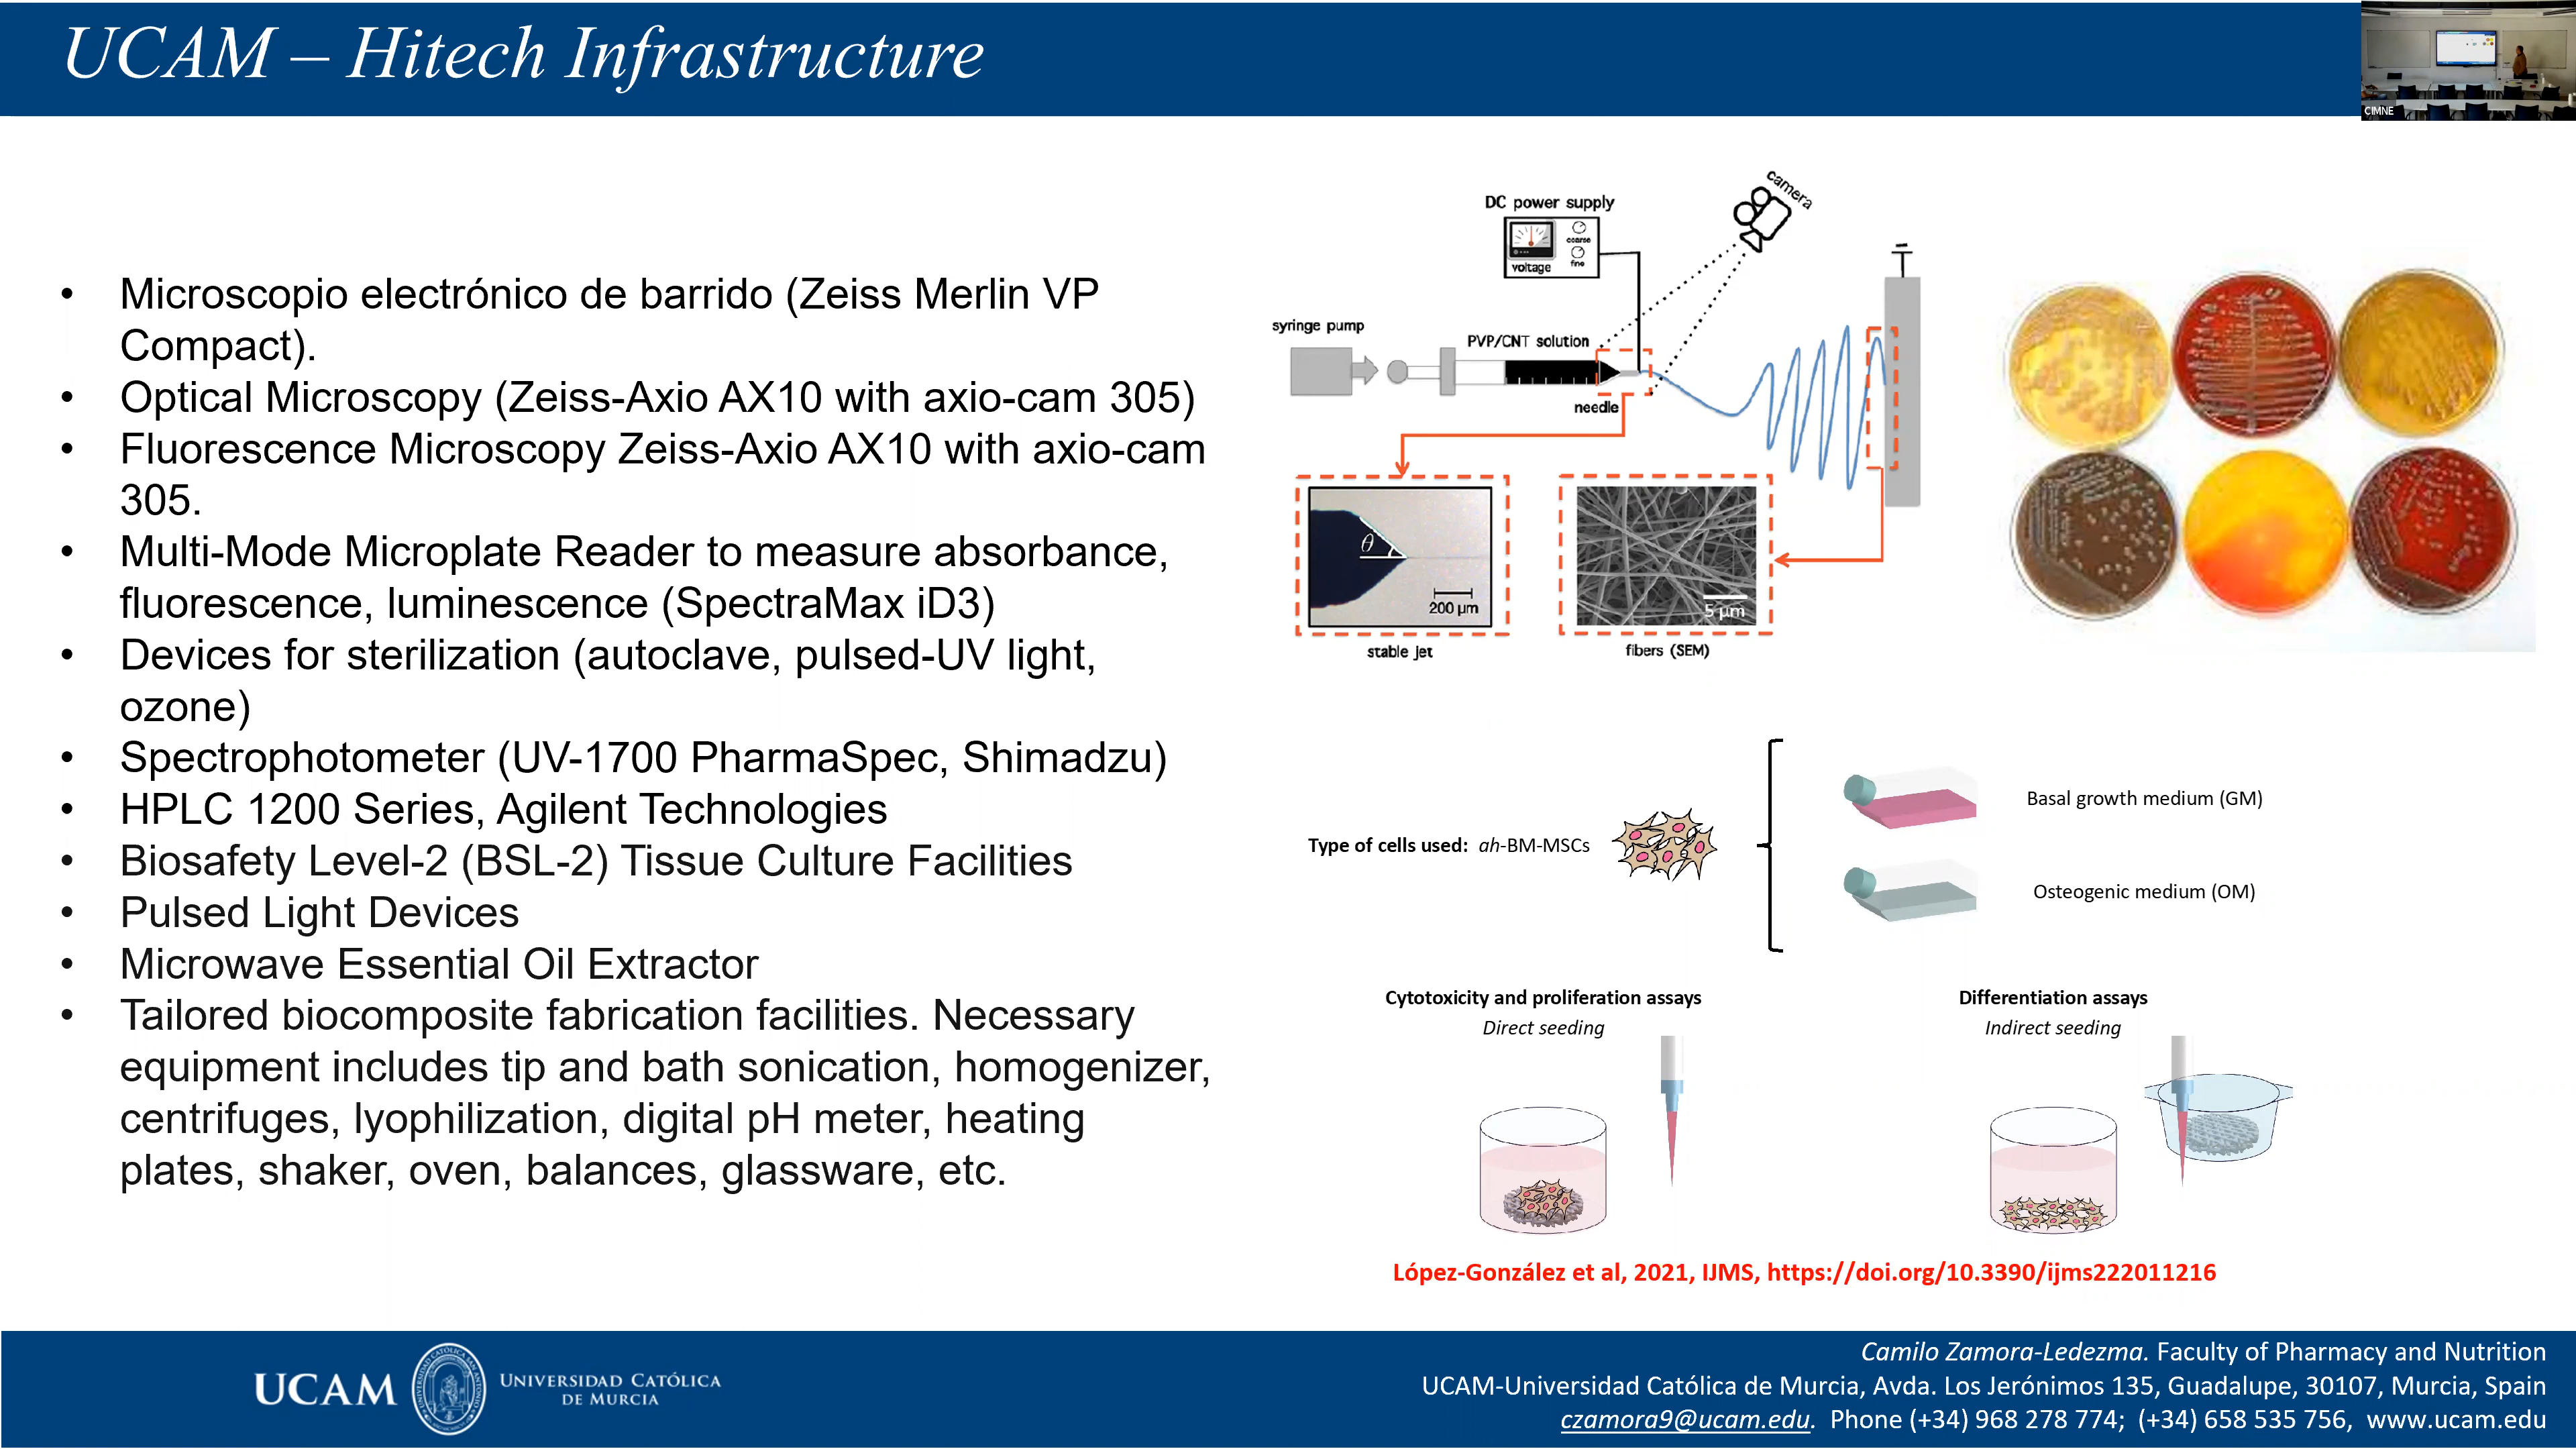 UCAM – Hitech Infrastructure
CIMNE
• Microscopio electrónico de barrido (Zeiss Merlin VP
Compact).
• Optical Microscopy (Zeiss-Axio AX10 with axio-cam 305)
• Fluorescence Microscopy Zeiss-Axio AX10 with axio-cam
305.
• Multi-Mode Microplate Reader to measure absorbance,
fluorescence, luminescence (SpectraMax iD3)
• Devices for sterilization (autoclave, pulsed-UV light,
ozone)
• Spectrophotometer (UV-1700 PharmaSpec, Shimadzu)
• HPLC 1200 Series, Agilent Technologies
• Biosafety Level-2 (BSL-2) Tissue Culture Facilities
• Pulsed Light Devices
• Microwave Essential Oil Extractor
• Tailored biocomposite fabrication facilities. Necessary
equipment includes tip and bath sonication, homogenizer,
centrifuges, lyophilization, digital pH meter, heating
plates, shaker, oven, balances, glassware, etc.
camera
DC power supply
coarse
voltage
fine
syringe pump
PVP/CNT solution
needle
θ
200 µm
5 µm
stable jet
fibers (SEM)
Type of cells used: ah-BM-MSCs
Basal growth medium (GM)
Osteogenic medium (OM)
Cytotoxicity and proliferation assays
Direct seeding
Differentiation assays
Indirect seeding
López-González et al, 2021, IJMS, https://doi.org/10.3390/ijms222011216
UCAM
UNIVERSIDAD CATÓLICA
DE MURCIA
Camilo Zamora-Ledezma. Faculty of Pharmacy and Nutrition
UCAM-Universidad Católica de Murcia, Avda. Los Jerónimos 135, Guadalupe, 30107, Murcia, Spain
czamora9@ucam.edu. Phone (+34) 968 278 774; (+34) 658 535 756, www.ucam.edu